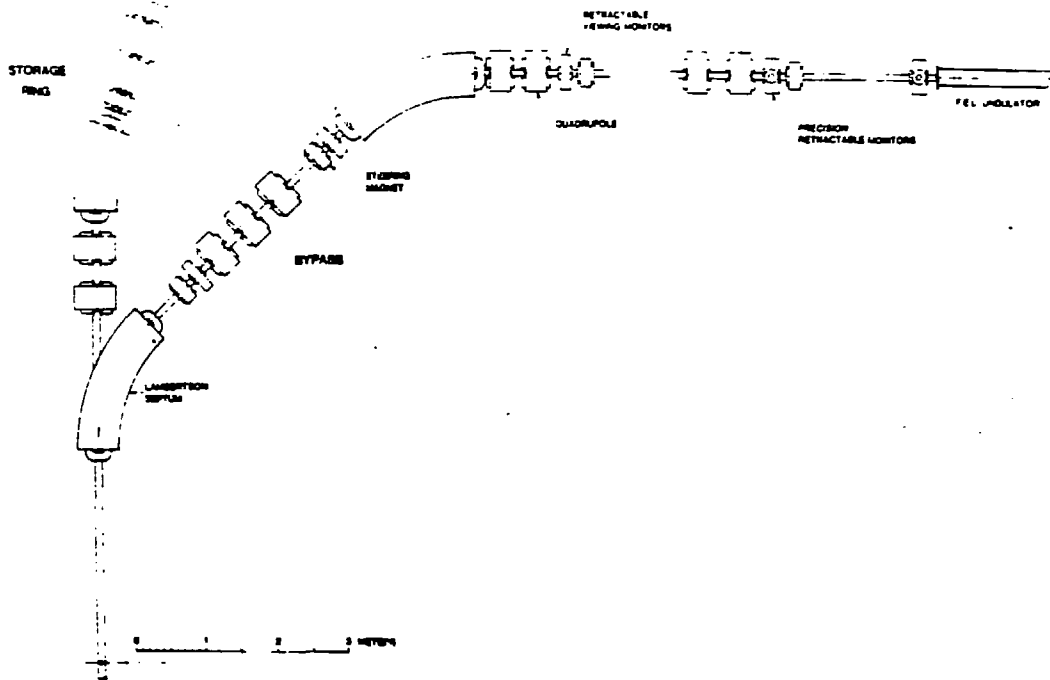 RETRACTABLE
VIEWING MONITORS
STORAGE
RING
F.E.L. UNDULATOR
QUADRUPOLE
PRECISION
RETRACTABLE MONITORS
STEERING
MAGNET
BYPASS
LAMBERTSON
SEPTUM
0 1 2 3 METERS